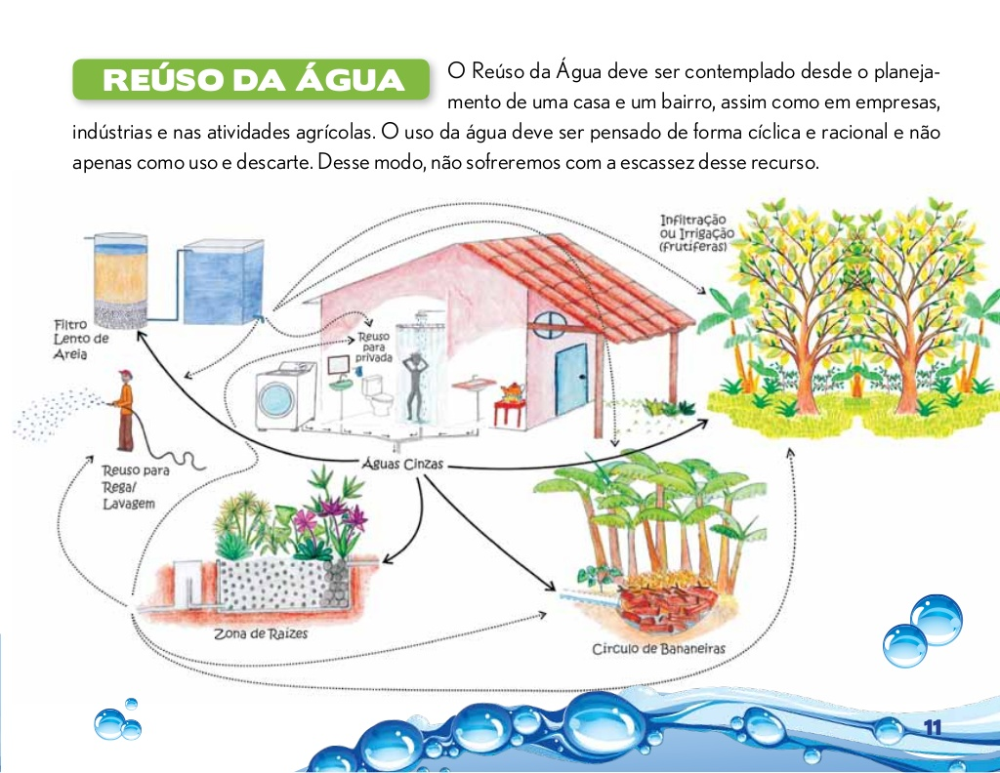 REÚSO DA ÁGUA
O Reúso da Água deve ser contemplado desde o planeja-
mento de uma casa e um bairro, assim como em empresas,
indústrias e nas atividades agrícolas. O uso da água deve ser pensado de forma cíclica e racional e não
apenas como uso e descarte. Desse modo, não sofreremos com a escassez desse recurso.
Infiltração
ou Irrigação
(frutíferas)
Filtro
Lento de
Areia
Reuso
para
privada
Águas Cinzas
Reuso para
Rega/
Lavagem
Zona de Raízes
Círculo de Bananeiras
11